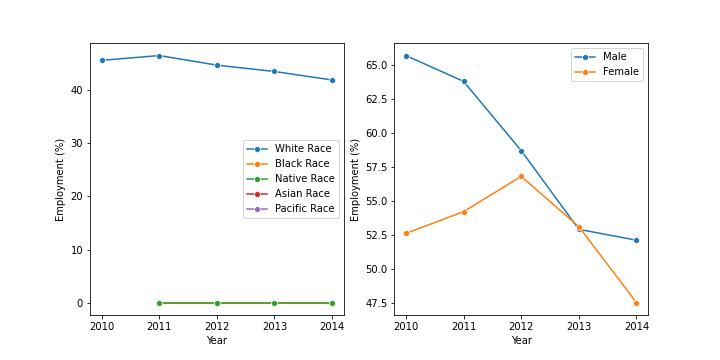 Employment (%)
40
30
20
10
0
2010 2011 2012 2013 2014
Year
White Race
Black Race
Native Race
Asian Race
Pacific Race
Employment (%)
65.0
62.5
60.0
57.5
55.0
52.5
50.0
47.5
2010 2011 2012 2013 2014
Year
Male
Female